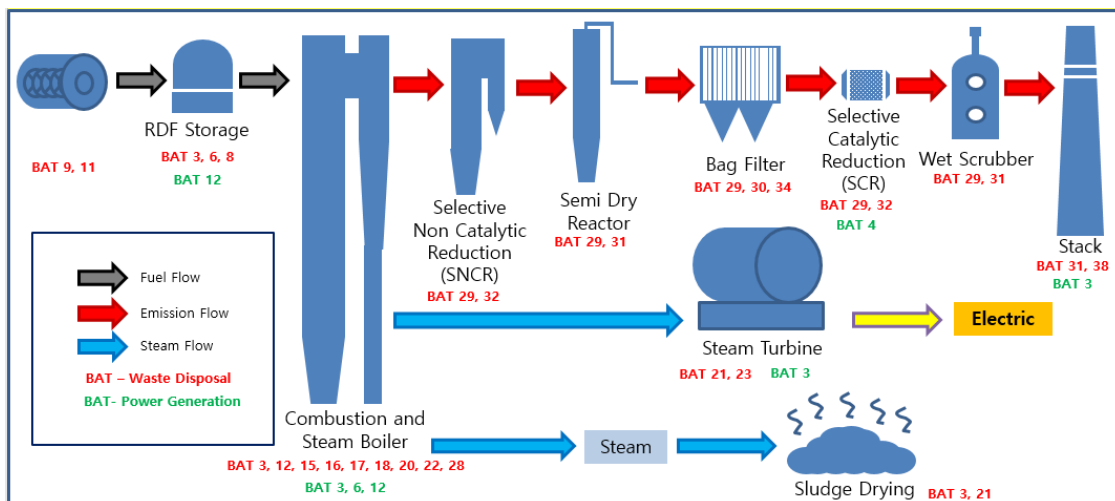 BAT 9, 11
RDF Storage
BAT 3, 6, 8
BAT 12
Combustion and
Steam Boiler
BAT 3, 12, 15, 16, 17, 18, 20, 22, 28
BAT 3, 6, 12
Selective
Non Catalytic
Reduction
(SNCR)
BAT 29, 32
Semi Dry
Reactor
BAT 29, 31
Bag Filter
BAT 29, 30, 34
Selective
Catalytic
Reduction
(SCR)
BAT 29, 32
BAT 4
Wet Scrubber
BAT 29, 31
Stack
BAT 31, 38
BAT 3
Steam Turbine
BAT 21, 23 BAT 3
Electric
Steam
Sludge Drying
BAT 3, 21
Fuel Flow
Emission Flow
Steam Flow
BAT – Waste Disposal
BAT- Power Generation